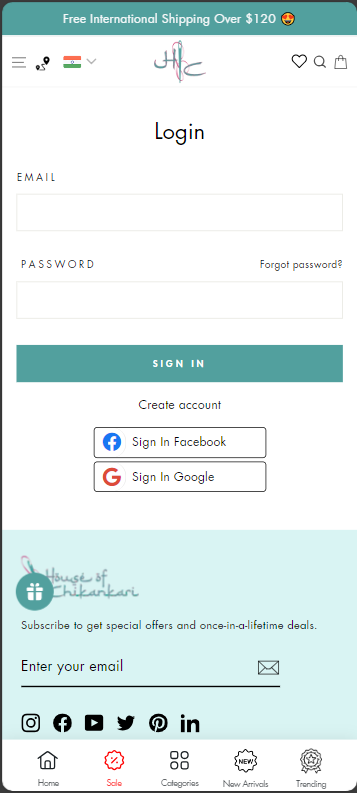 Free International Shipping Over $120 😍
HC
Login
EMAIL
PASSWORD
Forgot password?
SIGN IN
Create account
Sign In Facebook
Sign In Google
House of
Chikankari
Subscribe to get special offers and once-in-a-lifetime deals.
Enter your email
NEW
Home
Sale
Categories
New Arrivals
Trending